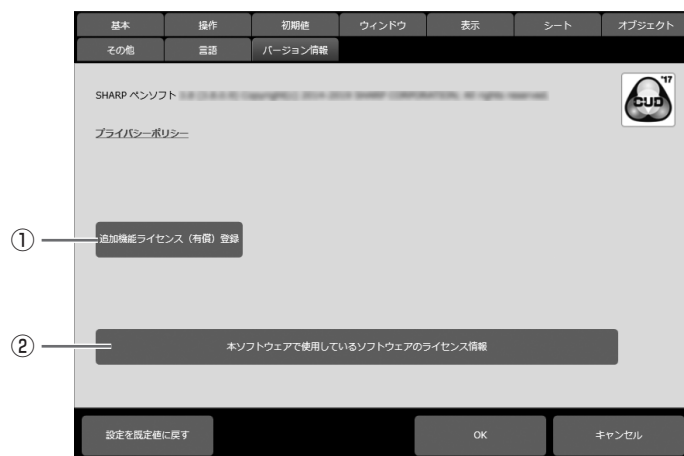 基本 操作 初期値 ウィンドウ 表示 シート オブジェクト
その他 言語 バージョン情報
'17
CUD
SHARP ペンソフト
プライバシーポリシー
① 追加機能ライセンス（有償）登録
② 本ソフトウェアで使用しているソフトウェアのライセンス情報
設定を既定値に戻す OK キャンセル